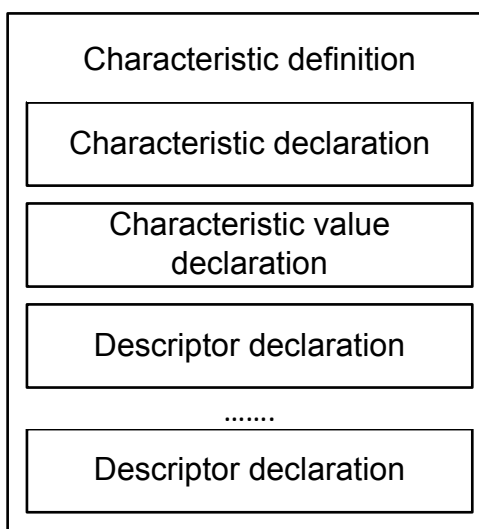 Characteristic definition
Characteristic declaration
Characteristic value
declaration
Descriptor declaration
.......
Descriptor declaration